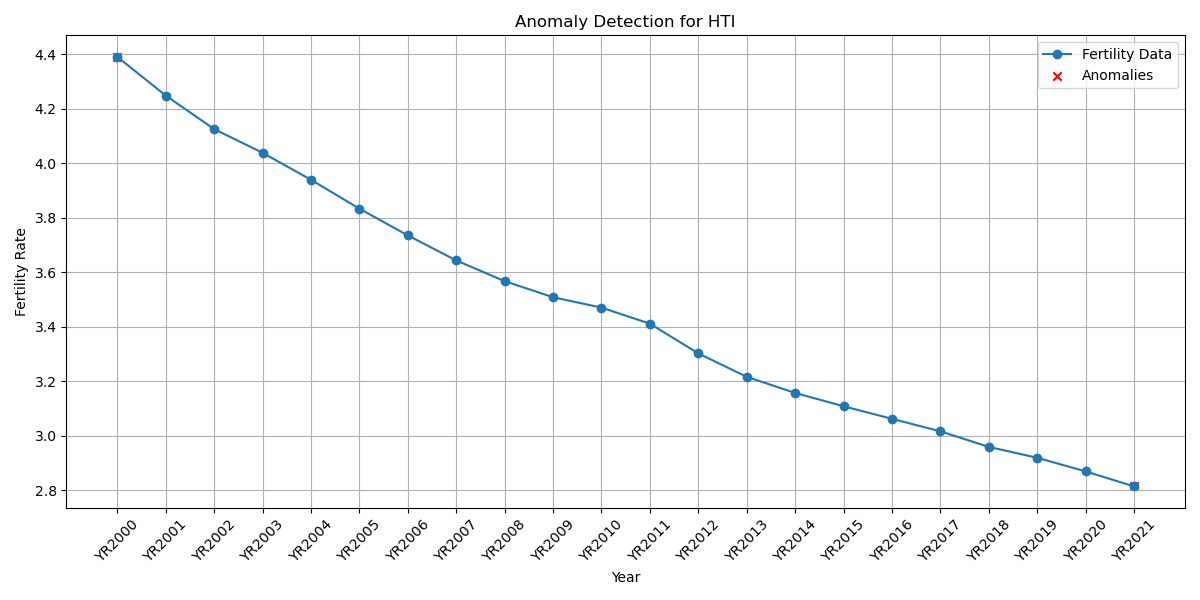 Anomaly Detection for HTI
Fertility Data
Anomalies
Fertility Rate
4.4
4.2
4.0
3.8
3.6
3.4
3.2
3.0
2.8
YR2000
YR2001
YR2002
YR2003
YR2004
YR2005
YR2006
YR2007
YR2008
YR2009
YR2010
YR2011
YR2012
YR2013
YR2014
YR2015
YR2016
YR2017
YR2018
YR2019
YR2020
YR2021
Year